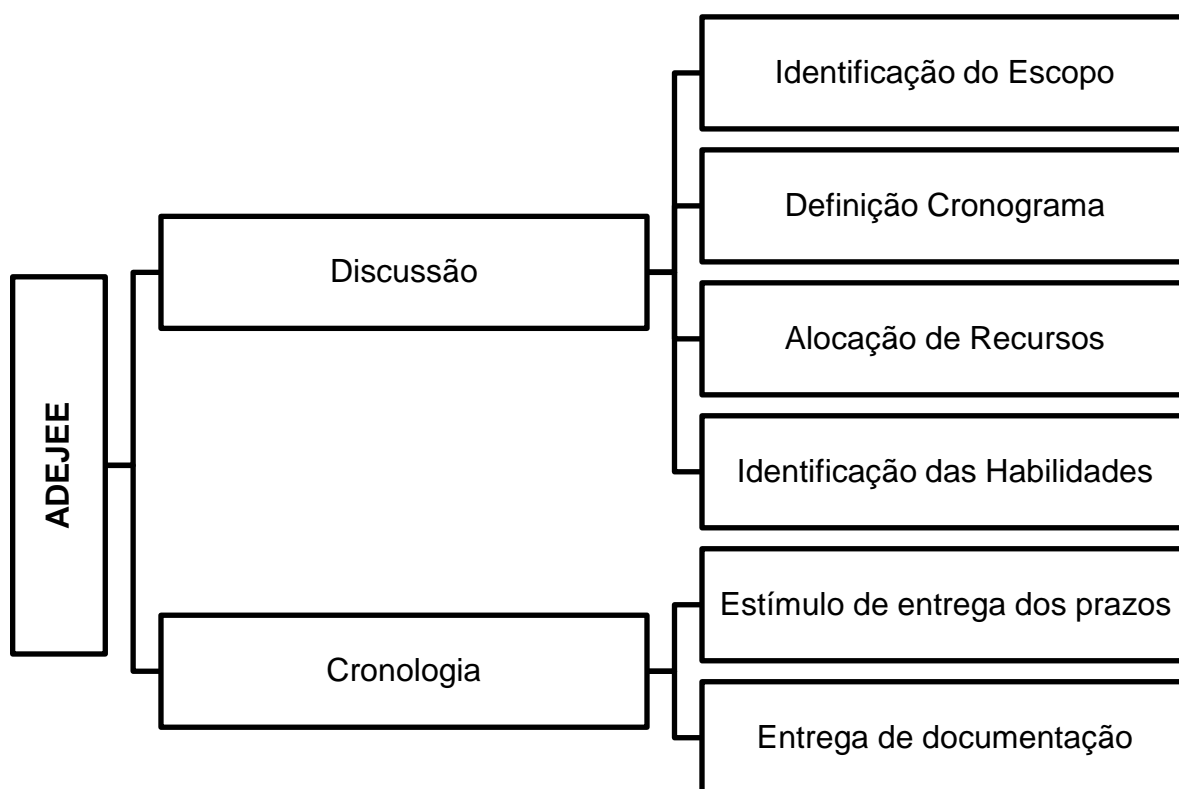 ADEJEE
Discussão
Identificação do Escopo
Definição Cronograma
Alocação de Recursos
Identificação das Habilidades
Cronologia
Estímulo de entrega dos prazos
Entrega de documentação